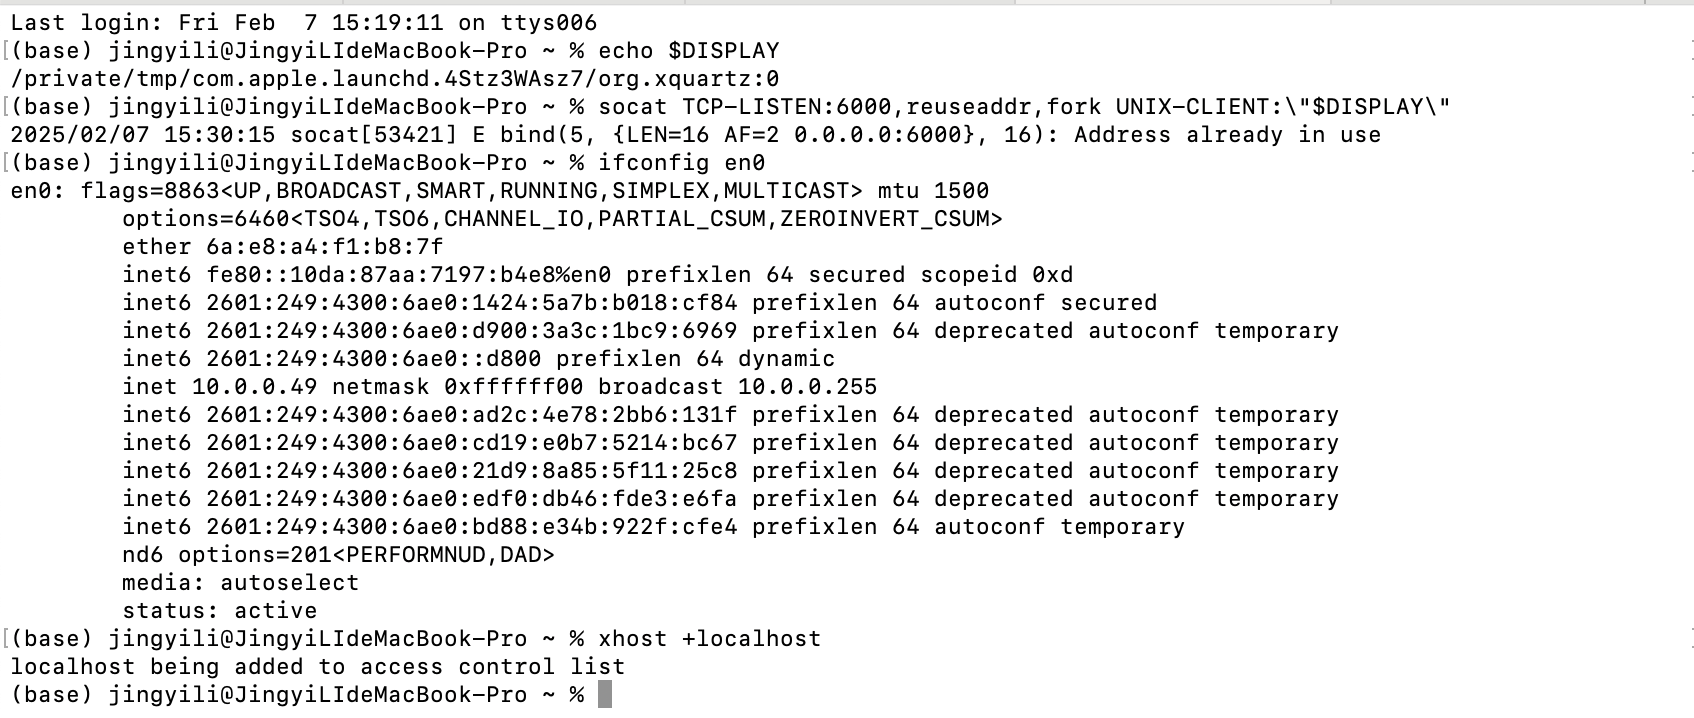 Last login: Fri Feb  7 15:19:11 on ttys006
[(base) jingyili@JingyiLIdeMacBook-Pro ~ % echo $DISPLAY
/private/tmp/com.apple.launchd.4Stz3WAsz7/org.xquartz:0
[(base) jingyili@JingyiLIdeMacBook-Pro ~ % socat TCP-LISTEN:6000,reuseaddr,fork UNIX-CLIENT:\"$DISPLAY\"
2025/02/07 15:30:15 socat[53421] E bind(5, {LEN=16 AF=2 0.0.0.0:6000}, 16): Address already in use
[(base) jingyili@JingyiLIdeMacBook-Pro ~ % ifconfig en0
en0: flags=8863<UP,BROADCAST,SMART,RUNNING,SIMPLEX,MULTICAST> mtu 1500
options=6460<TSO4,TSO6,CHANNEL_IO,PARTIAL_CSUM,ZEROINVERT_CSUM>
ether 6a:e8:a4:f1:b8:7f
inet6 fe80::10da:87aa:7197:b4e8%en0 prefixlen 64 secured scopeid 0xd
inet6 2601:249:4300:6ae0:1424:5a7b:b018:cf84 prefixlen 64 autoconf secured
inet6 2601:249:4300:6ae0:d900:3a3c:1bc9:6969 prefixlen 64 deprecated autoconf temporary
inet6 2601:249:4300:6ae0::d800 prefixlen 64 dynamic
inet 10.0.0.49 netmask 0xffffff00 broadcast 10.0.0.255
inet6 2601:249:4300:6ae0:ad2c:4e78:2bb6:131f prefixlen 64 deprecated autoconf temporary
inet6 2601:249:4300:6ae0:cd19:e0b7:5214:bc67 prefixlen 64 deprecated autoconf temporary
inet6 2601:249:4300:6ae0:21d9:8a85:5f11:25c8 prefixlen 64 deprecated autoconf temporary
inet6 2601:249:4300:6ae0:edf0:db46:fde3:e6fa prefixlen 64 deprecated autoconf temporary
inet6 2601:249:4300:6ae0:bd88:e34b:922f:cfe4 prefixlen 64 autoconf temporary
nd6 options=201<PERFORMNUD,DAD>
media: autoselect
status: active
[(base) jingyili@JingyiLIdeMacBook-Pro ~ % xhost +localhost
localhost being added to access control list
(base) jingyili@JingyiLIdeMacBook-Pro ~ %